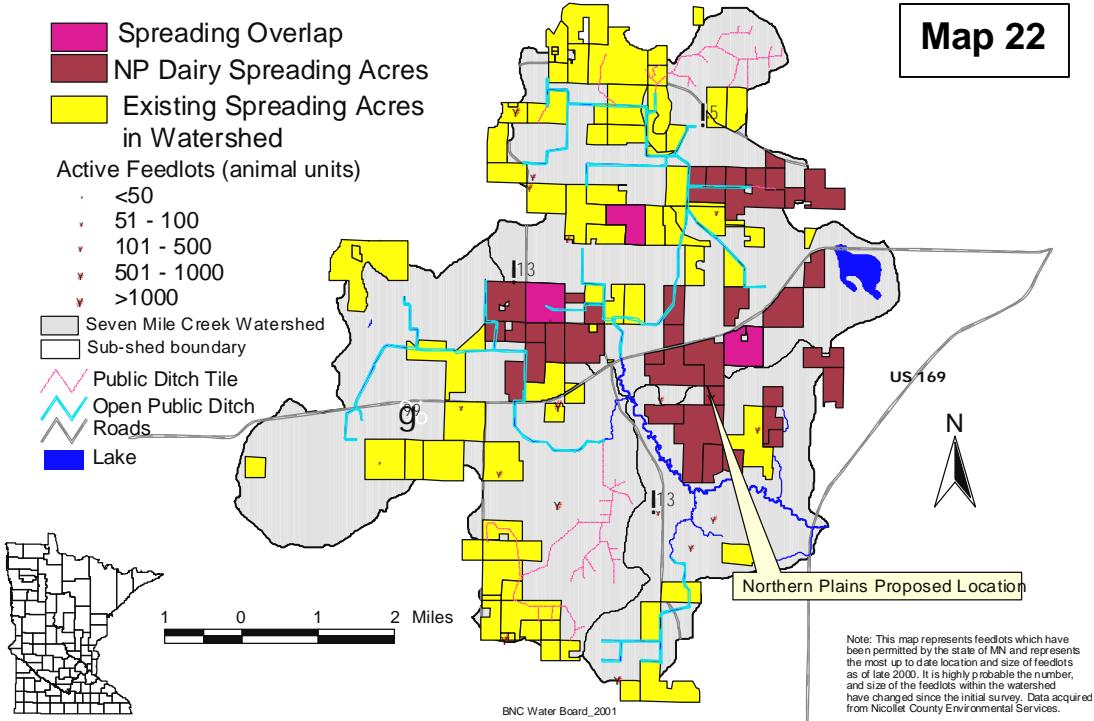 Map 22
Spreading Overlap
NP Dairy Spreading Acres
Existing Spreading Acres
in Watershed
Active Feedlots (animal units)
<50
51 - 100
101 - 500
501 - 1000
>1000
Seven Mile Creek Watershed
Sub-shed boundary
Public Ditch Tile
Open Public Ditch
Roads
Lake
5
13
US 169
99
N
13
Northern Plains Proposed Location
1 0 1 2 Miles
Note: This map represents feedlots which have
been permitted by the state of MN and represents
the most up to date location and size of feedlots
as of late 2000. It is highly probable the number,
and size of the feedlots within the watershed
have changed since the initial survey. Data acquired
from Nicollet County Environmental Services.
BNC Water Board_2001